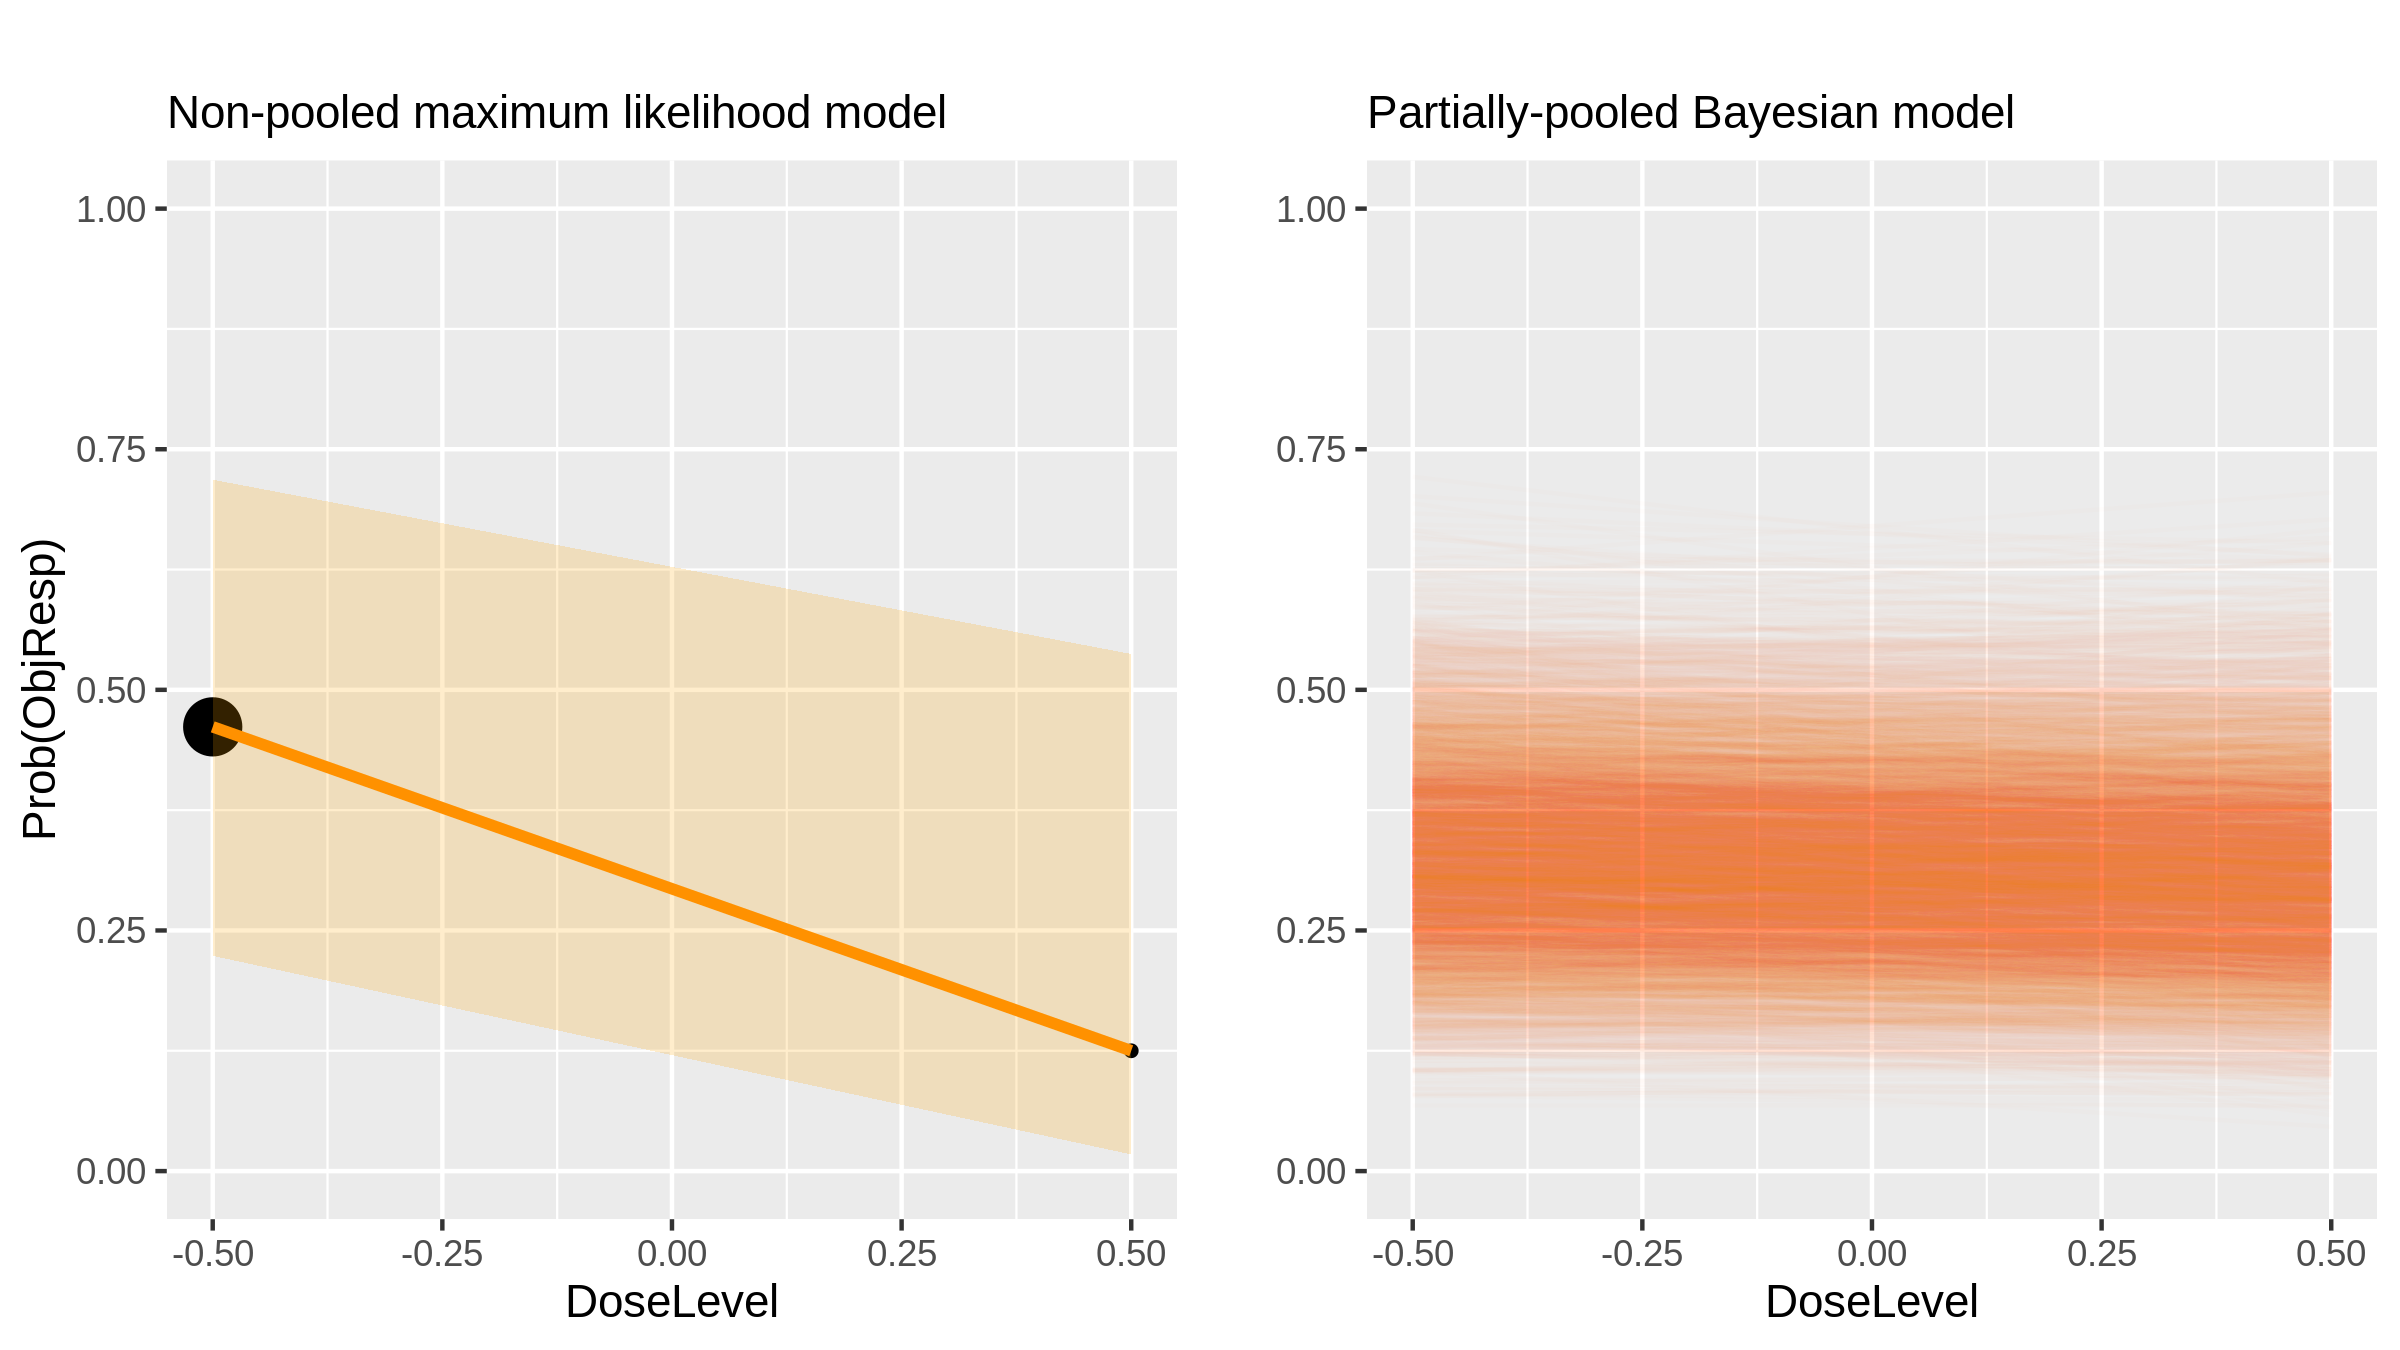 Non-pooled maximum likelihood model
Prob(ObjResp)
1.00
0.75
0.50
0.25
0.00
-0.50 -0.25 0.00 0.25 0.50
DoseLevel
Partially-pooled Bayesian model
1.00
0.75
0.50
0.25
0.00
-0.50 -0.25 0.00 0.25 0.50
DoseLevel